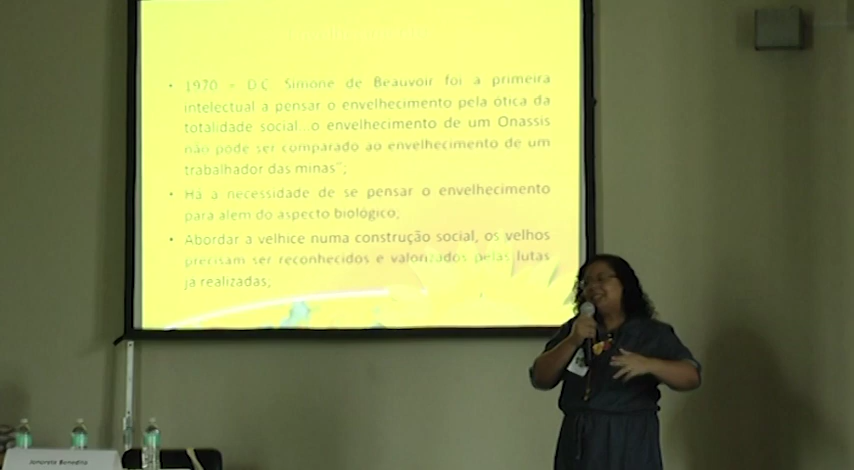 • 1970 – D.C. Simone de Beauvoir foi a primeira
intelectual a pensar o envelhecimento pela ótica da
totalidade social...o envelhecimento de um Onassis
não pode ser comparado ao envelhecimento de um
trabalhador das minas";
• Há a necessidade de se pensar o envelhecimento
para além do aspecto biológico;
• Abordar a velhice numa construção social, os velhos
precisam ser reconhecidos e valorizados pelas lutas
já realizadas;
Benedita